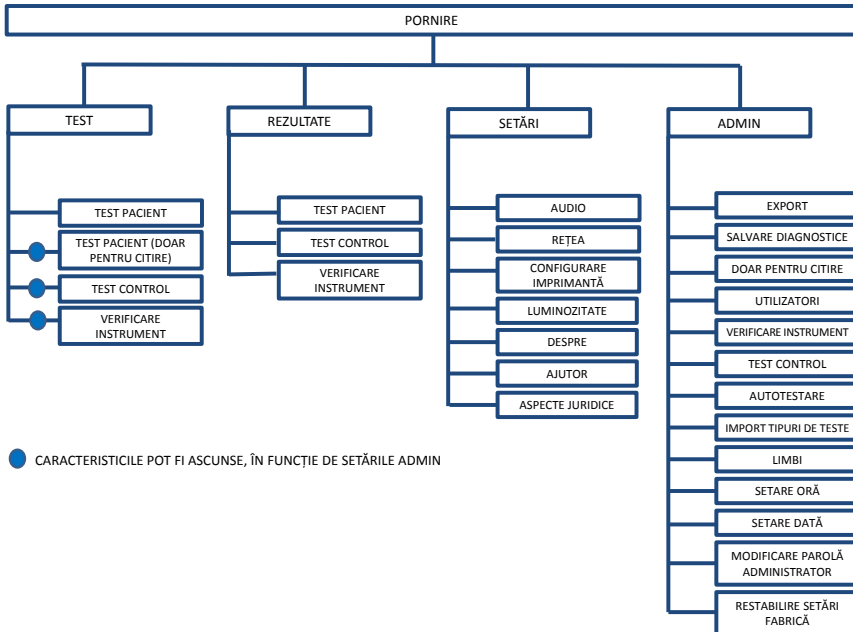 PORNIRE
TEST
TEST PACIENT
TEST PACIENT (DOAR
PENTRU CITIRE)
TEST CONTROL
VERIFICARE
INSTRUMENT
REZULTATE
TEST PACIENT
TEST CONTROL
VERIFICARE
INSTRUMENT
SETĂRI
AUDIO
REȚEA
CONFIGURARE
IMPRIMANTĂ
LUMINOZITATE
DESPRE
AJUTOR
ASPECTE JURIDICE
ADMIN
EXPORT
SALVARE DIAGNOSTICE
DOAR PENTRU CITIRE
UTILIZATORI
VERIFICARE INSTRUMENT
TEST CONTROL
AUTOTESTARE
IMPORT TIPURI DE TESTE
LIMBI
SETARE ORĂ
SETARE DATĂ
MODIFICARE PAROLĂ
ADMINISTRATOR
RESTABILIRE SETĂRI
FABRICĂ
CARACTERISTICILE POT FI ASCUNSE, ÎN FUNCȚIE DE SETĂRILE ADMIN